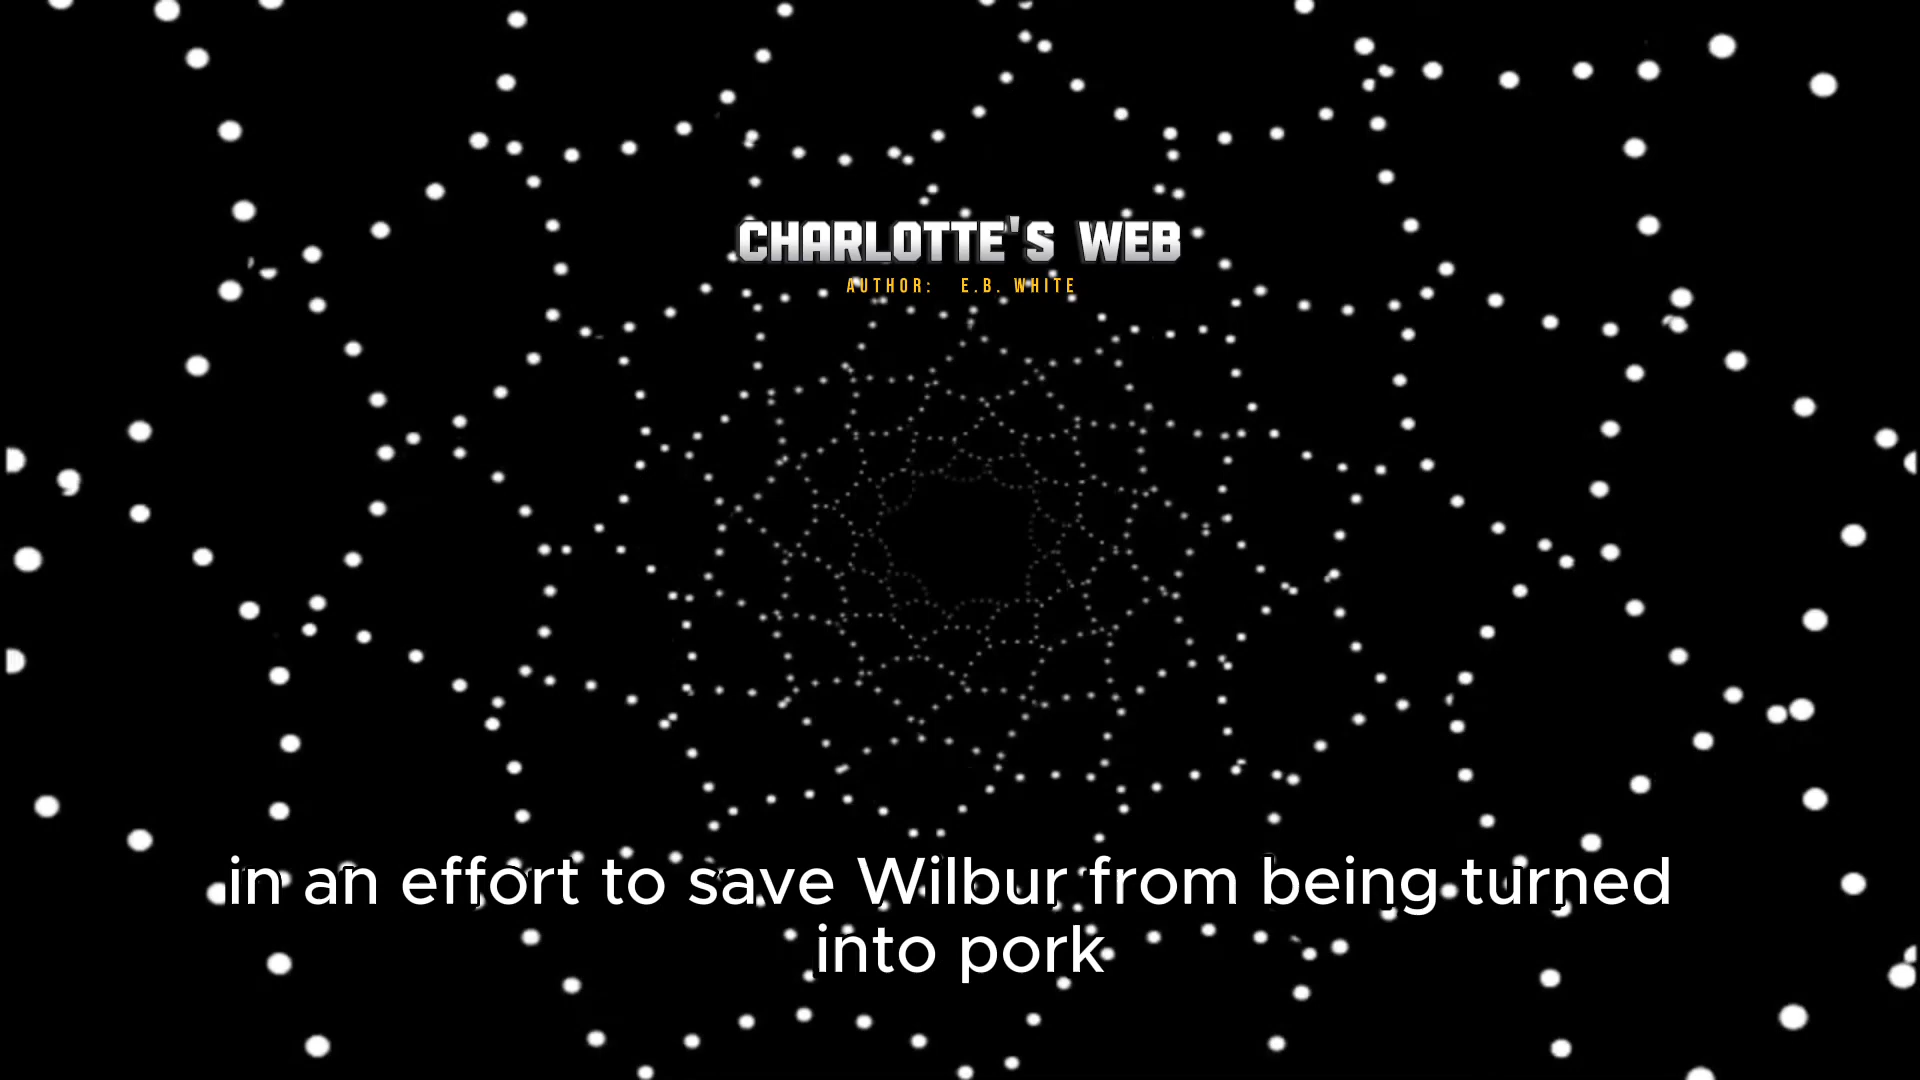 CHARLOTTE'S WEB
AUTHOR: E.B. WHITE
in an effort to save Wilbur from being turned
into pork